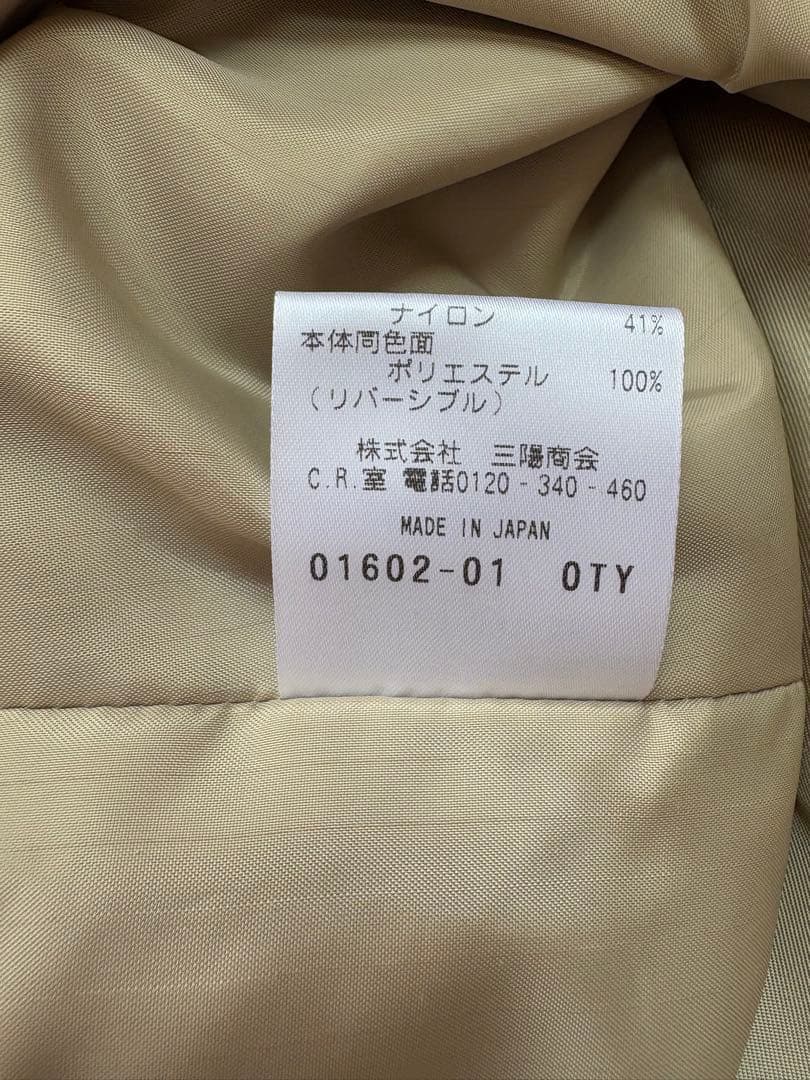 ナイロン 41%
本体同色面
ポリエステル 100%
(リバーシブル)
株式会社 三陽商会
C.R.室 電話0120-340-460
MADE IN JAPAN
01602-01 0TY